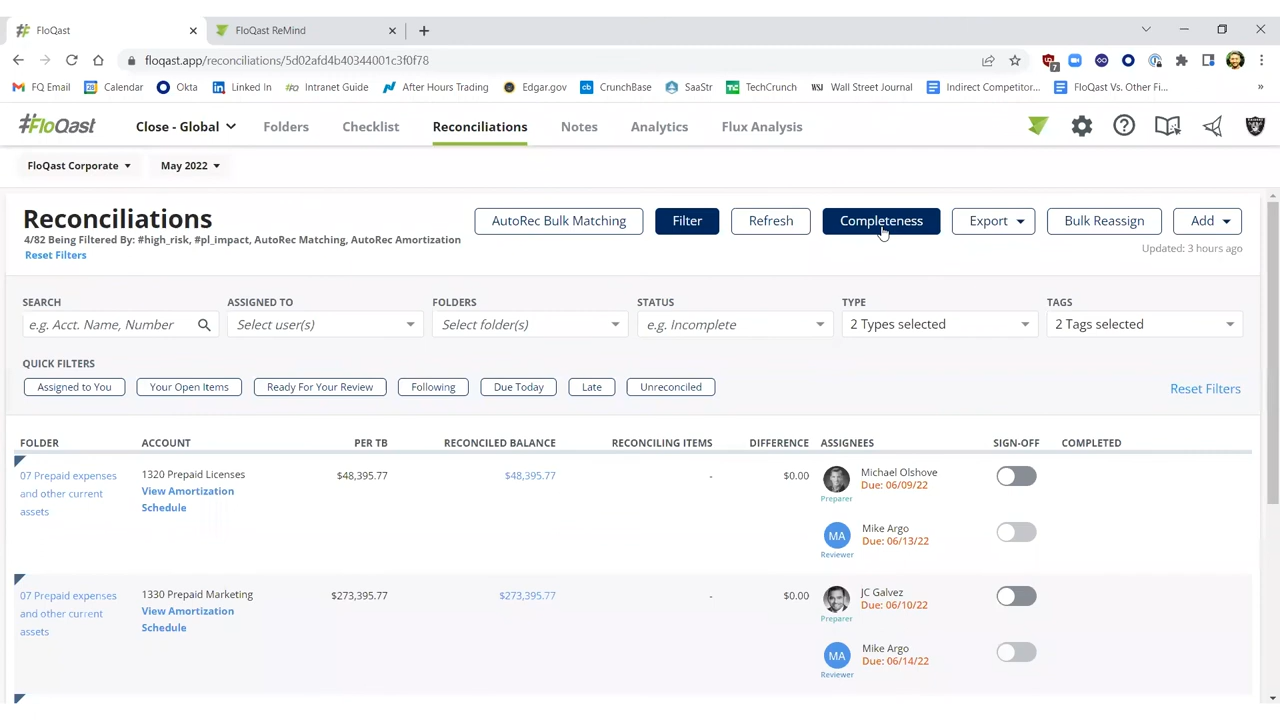 FloQast
FloQast ReMind
floqast.app/reconciliations/5d02afd4b40344001c3f0f78
7
FQ Email
28
Calendar
Okta
Linked In
Intranet Guide
After Hours Trading
Edgar.gov
cb
CrunchBase
SaaStr
TechCrunch
WSJ
Wall Street Journal
Indirect Competitor...
FloQast Vs. Other Fi...
»
FloQast
Close - Global
Folders
Checklist
Reconciliations
Notes
Analytics
Flux Analysis
FloQast Corporate
May 2022
Reconciliations
AutoRec Bulk Matching
Filter
Refresh
Completeness
Export
Bulk Reassign
Add
4/82 Being Filtered By: #high_risk, #pl_impact, AutoRec Matching, AutoRec Amortization
Updated: 3 hours ago
Reset Filters
SEARCH
ASSIGNED TO
FOLDERS
STATUS
TYPE
TAGS
e.g. Acct. Name, Number
Select user(s)
Select folder(s)
e.g. Incomplete
2 Types selected
2 Tags selected
QUICK FILTERS
Assigned to You
Your Open Items
Ready For Your Review
Following
Due Today
Late
Unreconciled
Reset Filters
FOLDER
ACCOUNT
PER TB
RECONCILED BALANCE
RECONCILING ITEMS
DIFFERENCE
ASSIGNEES
SIGN-OFF
COMPLETED
07 Prepaid expenses
and other current
assets
1320 Prepaid Licenses
View Amortization
Schedule
$48,395.77
$48,395.77
-
$0.00
Michael Olshove
Due: 06/09/22
Preparer
MA
Mike Argo
Due: 06/13/22
Reviewer
07 Prepaid expenses
and other current
assets
1330 Prepaid Marketing
View Amortization
Schedule
$273,395.77
$273,395.77
-
$0.00
JC Galvez
Due: 06/10/22
Preparer
MA
Mike Argo
Due: 06/14/22
Reviewer